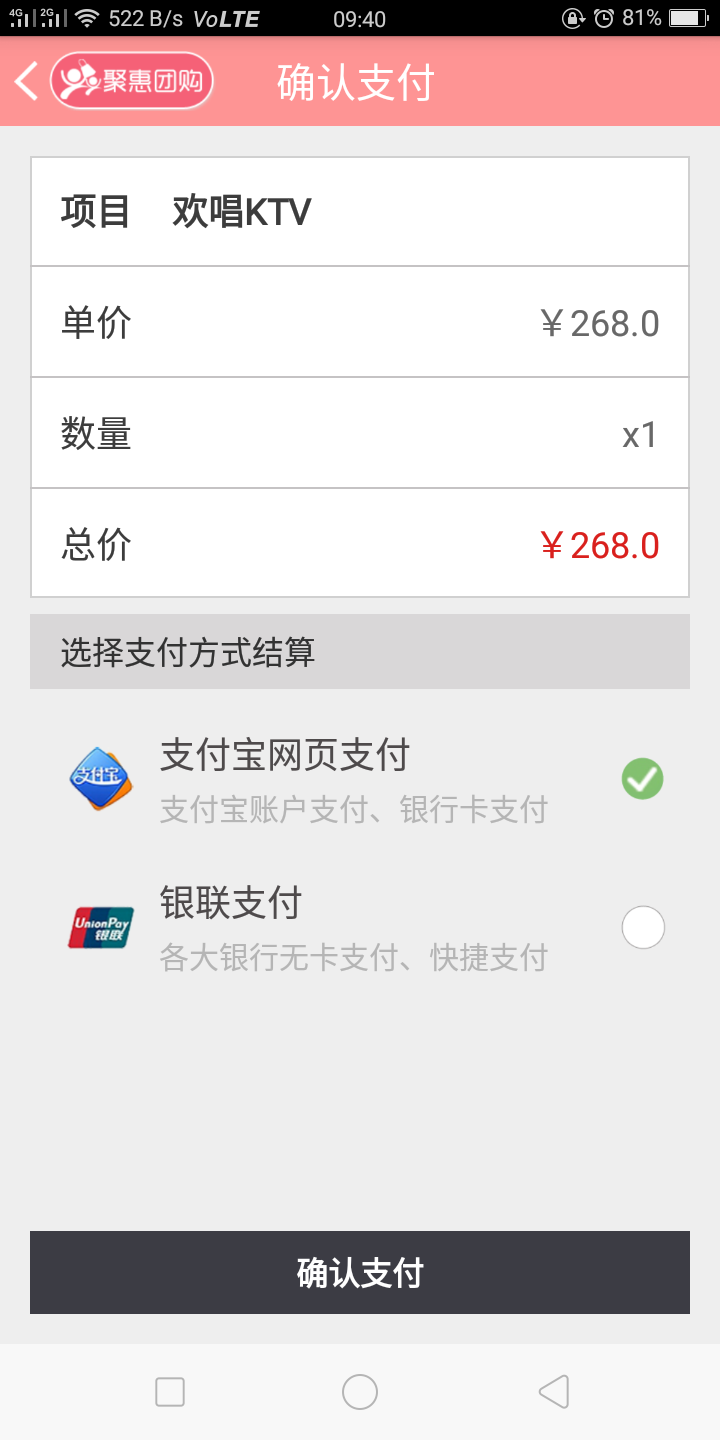 4G 2G 522 B/s VoLTE 09:40 81%
聚惠团购 确认支付
项目 欢唱KTV
单价 ￥268.0
数量 x1
总价 ￥268.0
选择支付方式结算
支付宝
支付宝网页支付
支付宝账户支付、银行卡支付
UnionPay
银联
银联支付
各大银行无卡支付、快捷支付
确认支付